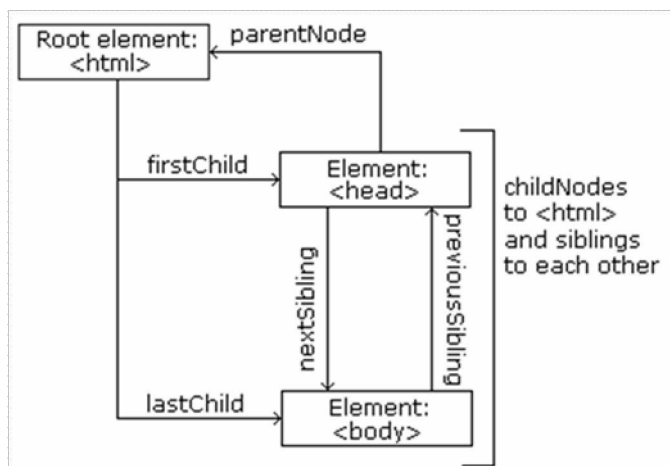 Root element:
<html>
parentNode
firstChild
Element:
<head>
childNodes
to <html>
and siblings
to each other
nextSibling
previousSibling
lastChild
Element:
<body>